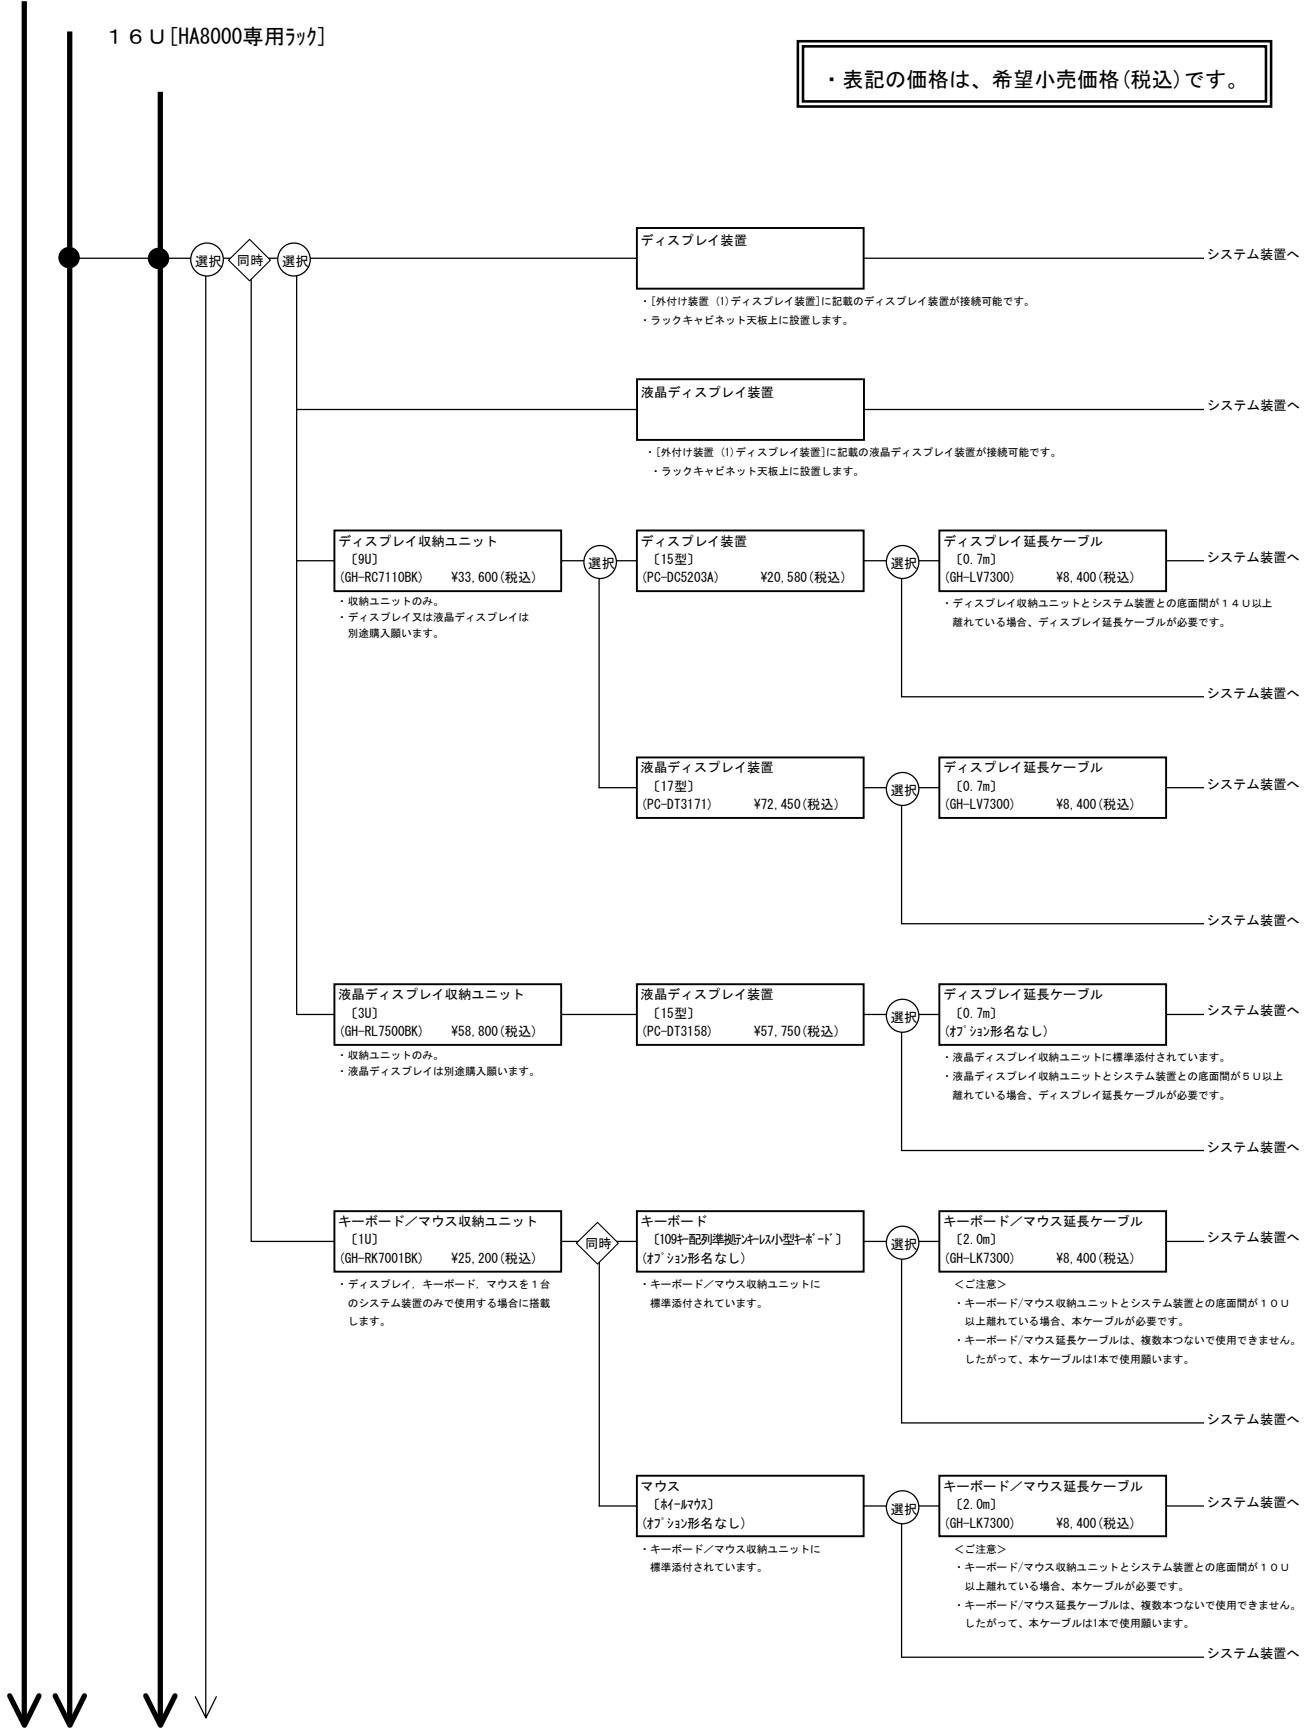 １６Ｕ[HA8000専用ﾗｯｸ]
・表記の価格は、希望小売価格(税込)です。
選択
同時
選択
ディスプレイ装置
システム装置へ
・[外付け装置 (1)ディスプレイ装置]に記載のディスプレイ装置が接続可能です。
・ラックキャビネット天板上に設置します。
液晶ディスプレイ装置
システム装置へ
・[外付け装置 (1)ディスプレイ装置]に記載の液晶ディスプレイ装置が接続可能です。
・ラックキャビネット天板上に設置します。
ディスプレイ収納ユニット
〔9U〕
(GH-RC7110BK) ¥33,600(税込)
・収納ユニットのみ。
・ディスプレイ又は液晶ディスプレイは
別途購入願います。
選択
ディスプレイ装置
〔15型〕
(PC-DC5203A) ¥20,580(税込)
選択
ディスプレイ延長ケーブル
〔0.7m〕
(GH-LV7300) ¥8,400(税込)
システム装置へ
・ディスプレイ収納ユニットとシステム装置との底面間が１４Ｕ以上
離れている場合、ディスプレイ延長ケーブルが必要です。
システム装置へ
液晶ディスプレイ装置
〔17型〕
(PC-DT3171) ¥72,450(税込)
選択
ディスプレイ延長ケーブル
〔0.7m〕
(GH-LV7300) ¥8,400(税込)
システム装置へ
システム装置へ
液晶ディスプレイ収納ユニット
〔3U〕
(GH-RL7500BK) ¥58,800(税込)
・収納ユニットのみ。
・液晶ディスプレイは別途購入願います。
液晶ディスプレイ装置
〔15型〕
(PC-DT3158) ¥57,750(税込)
選択
ディスプレイ延長ケーブル
〔0.7m〕
(ｵﾌﾟｼｮﾝ形名なし)
システム装置へ
・液晶ディスプレイ収納ユニットに標準添付されています。
・液晶ディスプレイ収納ユニットとシステム装置との底面間が５Ｕ以上
離れている場合、ディスプレイ延長ケーブルが必要です。
システム装置へ
キーボード／マウス収納ユニット
〔1U〕
(GH-RK7001BK) ¥25,200(税込)
・ディスプレイ，キーボード，マウスを１台
のシステム装置のみで使用する場合に搭載
します。
同時
キーボード
〔109ｷｰ配列準拠ﾃﾝｷｰﾚｽ小型ｷｰﾎﾞｰﾄﾞ〕
(ｵﾌﾟｼｮﾝ形名なし)
・キーボード／マウス収納ユニットに
標準添付されています。
選択
キーボード／マウス延長ケーブル
〔2.0m〕
(GH-LK7300) ¥8,400(税込)
システム装置へ
＜ご注意＞
・キーボード/マウス収納ユニットとシステム装置との底面間が１０Ｕ
以上離れている場合、本ケーブルが必要です。
・キーボード/マウス延長ケーブルは、複数本つないで使用できません。
したがって、本ケーブルは1本で使用願います。
システム装置へ
マウス
〔ﾎｲｰﾙﾏｳｽ〕
(ｵﾌﾟｼｮﾝ形名なし)
・キーボード／マウス収納ユニットに
標準添付されています。
選択
キーボード／マウス延長ケーブル
〔2.0m〕
(GH-LK7300) ¥8,400(税込)
システム装置へ
＜ご注意＞
・キーボード/マウス収納ユニットとシステム装置との底面間が１０Ｕ
以上離れている場合、本ケーブルが必要です。
・キーボード/マウス延長ケーブルは、複数本つないで使用できません。
したがって、本ケーブルは1本で使用願います。
システム装置へ